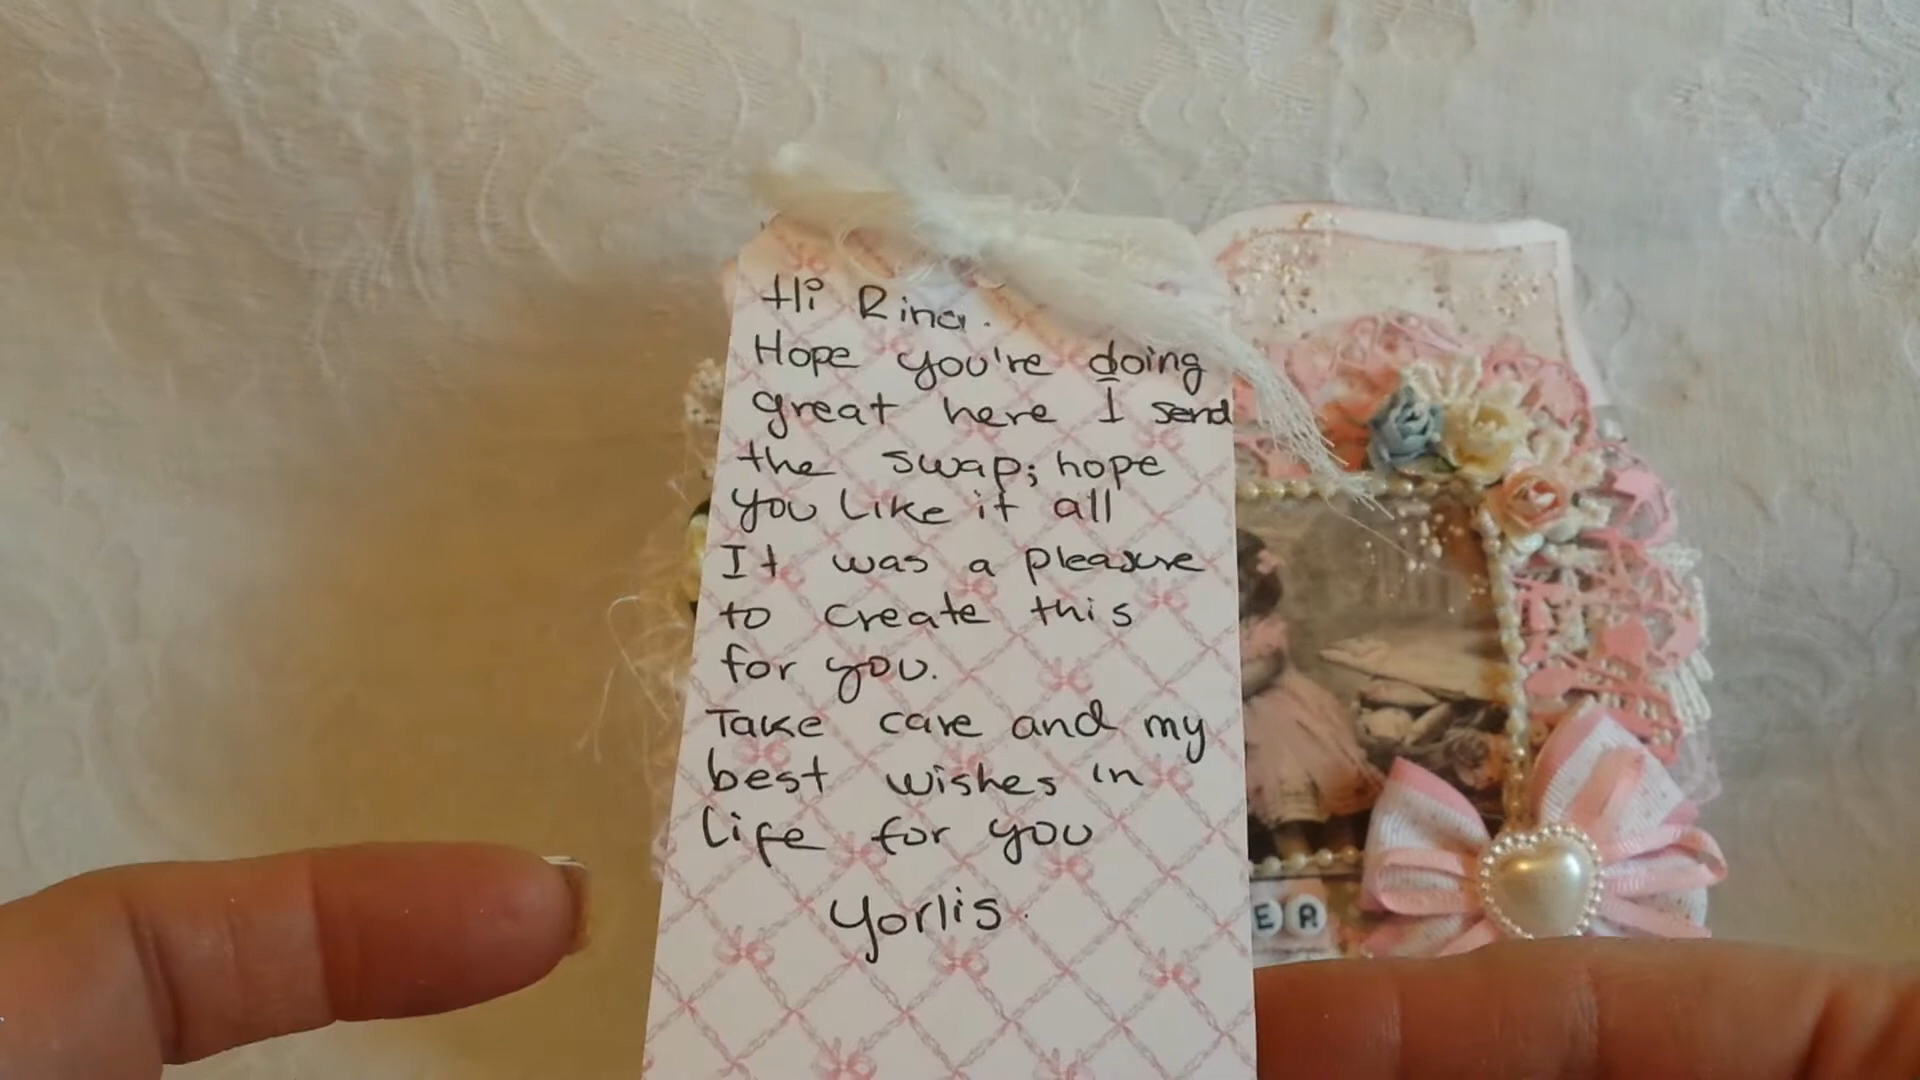 Hi Rina.
Hope you're doing
great here I send
the swap; hope
you like it all
It was a pleasure
to create this
for you.
Take care and my
best wishes in
life for you
Yorlis.
ER